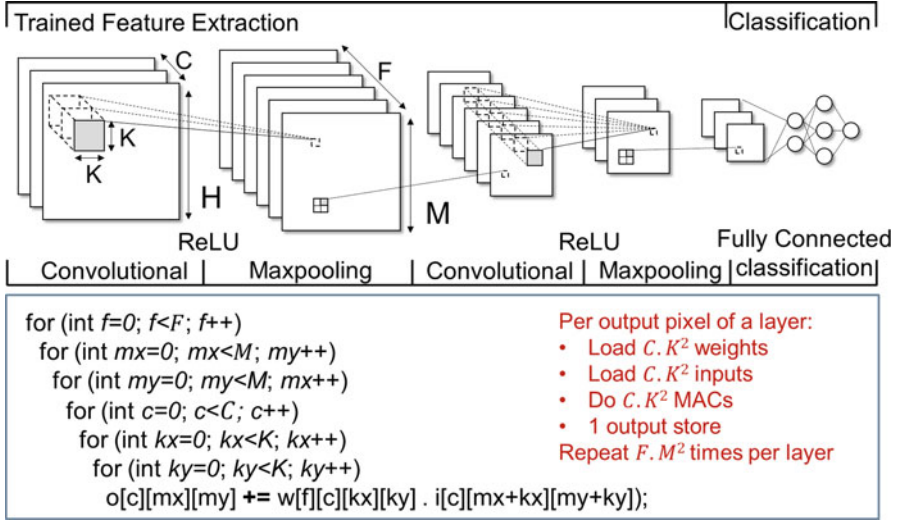 Trained Feature Extraction
Classification
C
K
K
H
F
M
ReLU
ReLU
Convolutional
Maxpooling
Convolutional
Maxpooling
Fully Connected
classification
for (int f=0; f<F; f++)
for (int mx=0; mx<M; my++)
for (int my=0; my<M; mx++)
for (int c=0; c<C; c++)
for (int kx=0; kx<K; kx++)
for (int ky=0; ky<K; ky++)
o[c][mx][my] += w[f][c][kx][ky] . i[c][mx+kx][my+ky]);
Per output pixel of a layer:
• Load C.K² weights
• Load C.K² inputs
• Do C.K² MACs
• 1 output store
Repeat F.M² times per layer